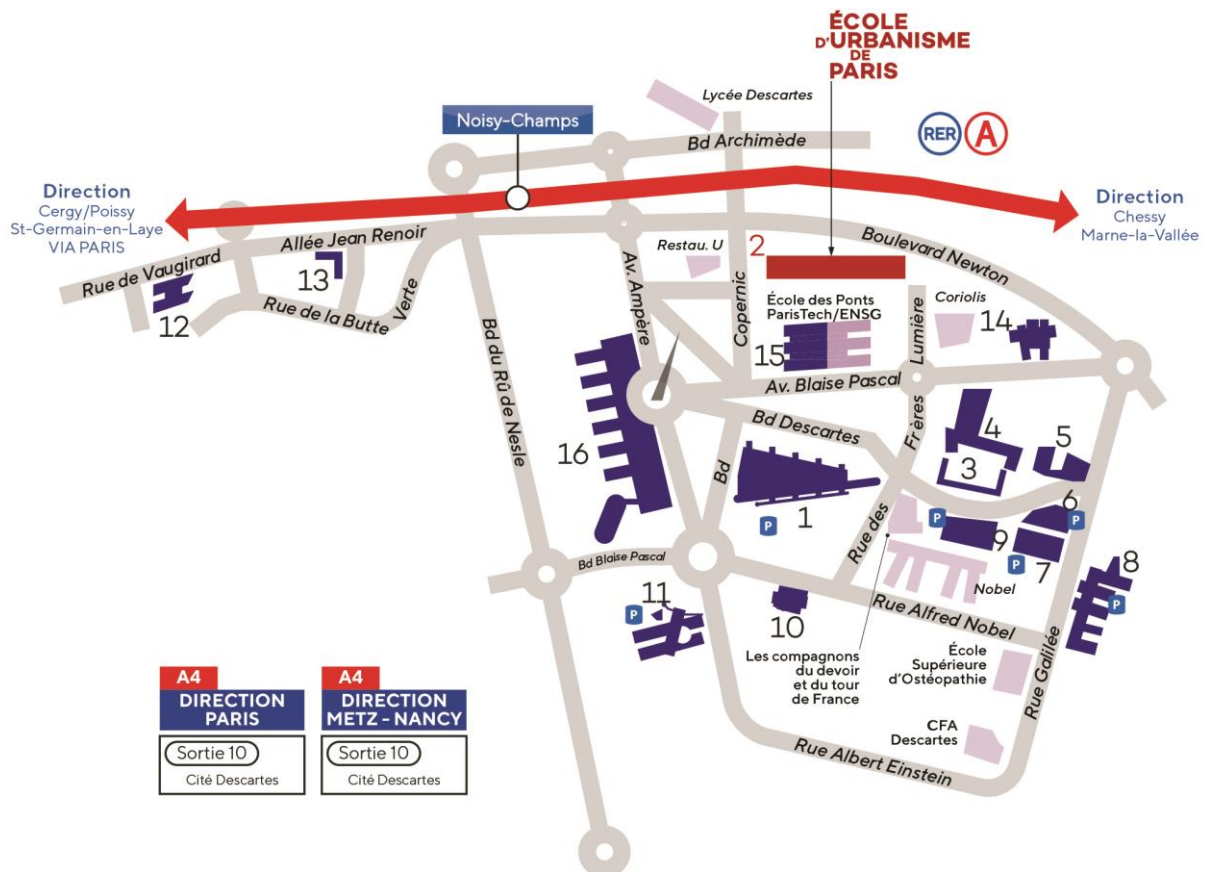 ÉCOLE
D'URBANISME
DE
PARIS
Lycée Descartes
Noisy-Champs
Bd Archimède
RER A
Direction
Cergy/Poissy
St-Germain-en-Laye
VIA PARIS
Direction
Chessy
Marne-la-Vallée
Allée Jean Renoir
Rue de Vaugirard
Rue de la Butte Verte
12
13
Restau. U
2
Boulevard Newton
Av. Ampère
Copernic
École des Ponts
ParisTech/ENSG
15
Coriolis
14
Av. Blaise Pascal
Rue des Frères Lumière
Bd du Rû de Nesle
Bd Descartes
Bd
16
1
P
3
4
5
6
P
7
P
8
P
9
P
Nobel
Bd Blaise Pascal
11
P
10
Rue Alfred Nobel
Les compagnons
du devoir
et du tour
de France
École
Supérieure
d'Ostéopathie
Rue Galilée
CFA
Descartes
Rue Albert Einstein
A4
DIRECTION
PARIS
Sortie 10
Cité Descartes
A4
DIRECTION
METZ - NANCY
Sortie 10
Cité Descartes